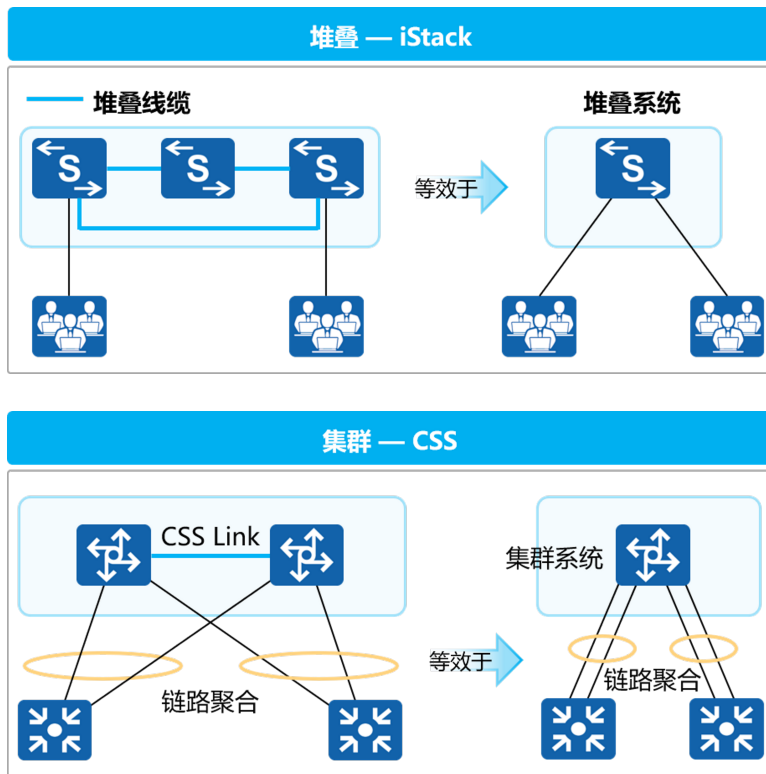 堆叠 — iStack
堆叠线缆
堆叠系统
S
S
S
等效于
S
集群 — CSS
CSS Link
集群系统
等效于
链路聚合
链路聚合